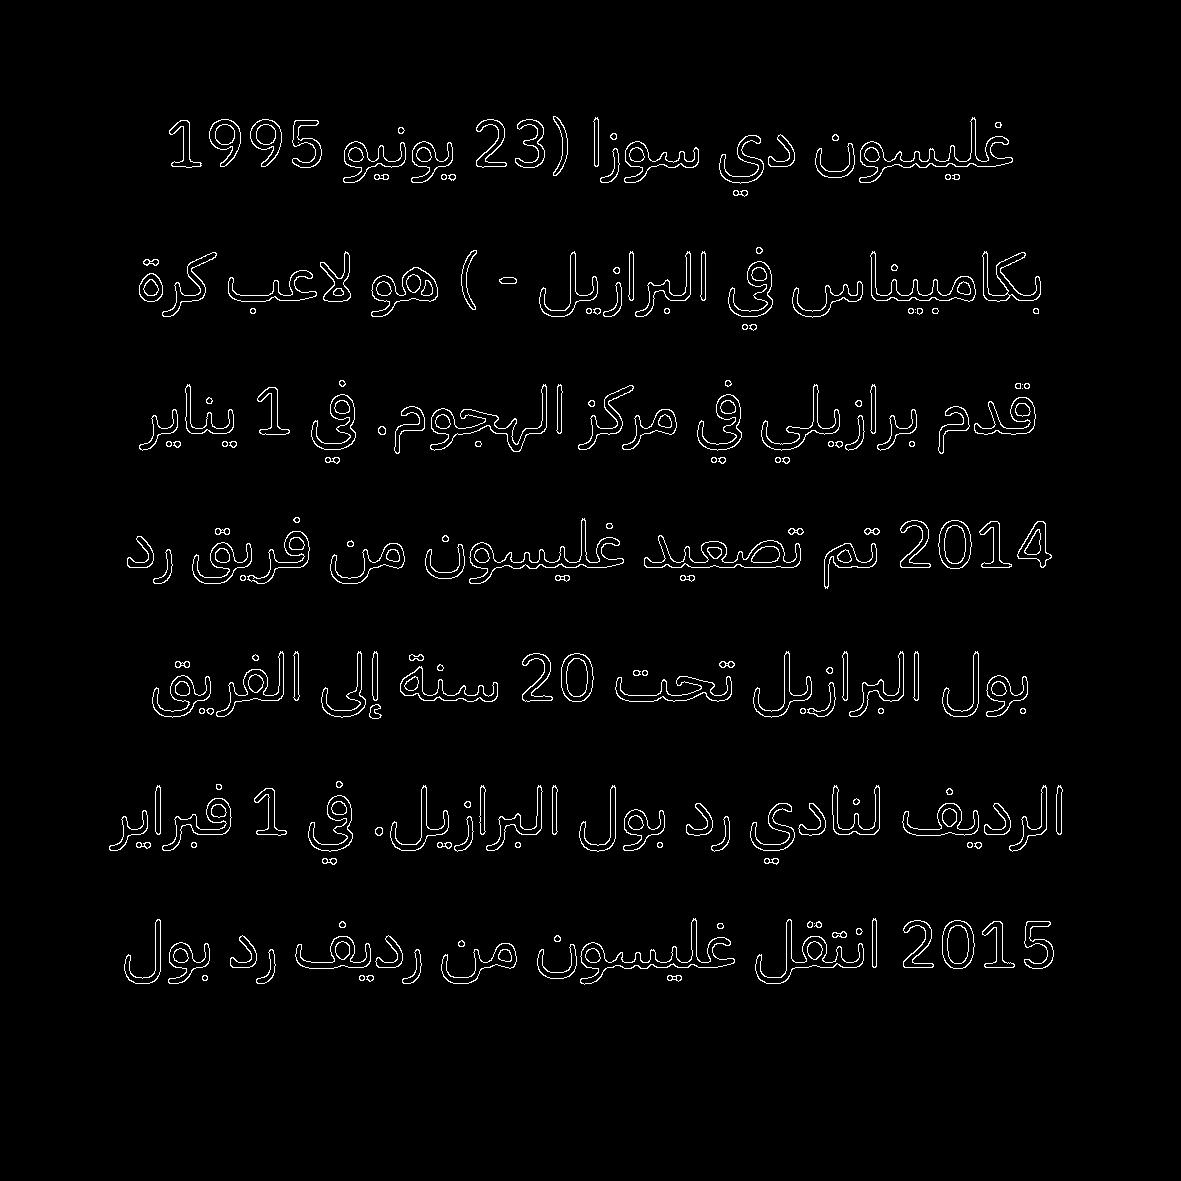 غليسون دي سوزا (23 يونيو 1995
بكامبيناس في البرازيل - ) هو لاعب كرة
قدم برازيلي في مركز الهجوم. في 1 يناير
2014 تم تصعيد غليسون من فريق رد
بول البرازيل تحت 20 سنة إلى الفريق
الرديف لنادي رد بول البرازيل. في 1 فبراير
2015 انتقل غليسون من رديف رد بول